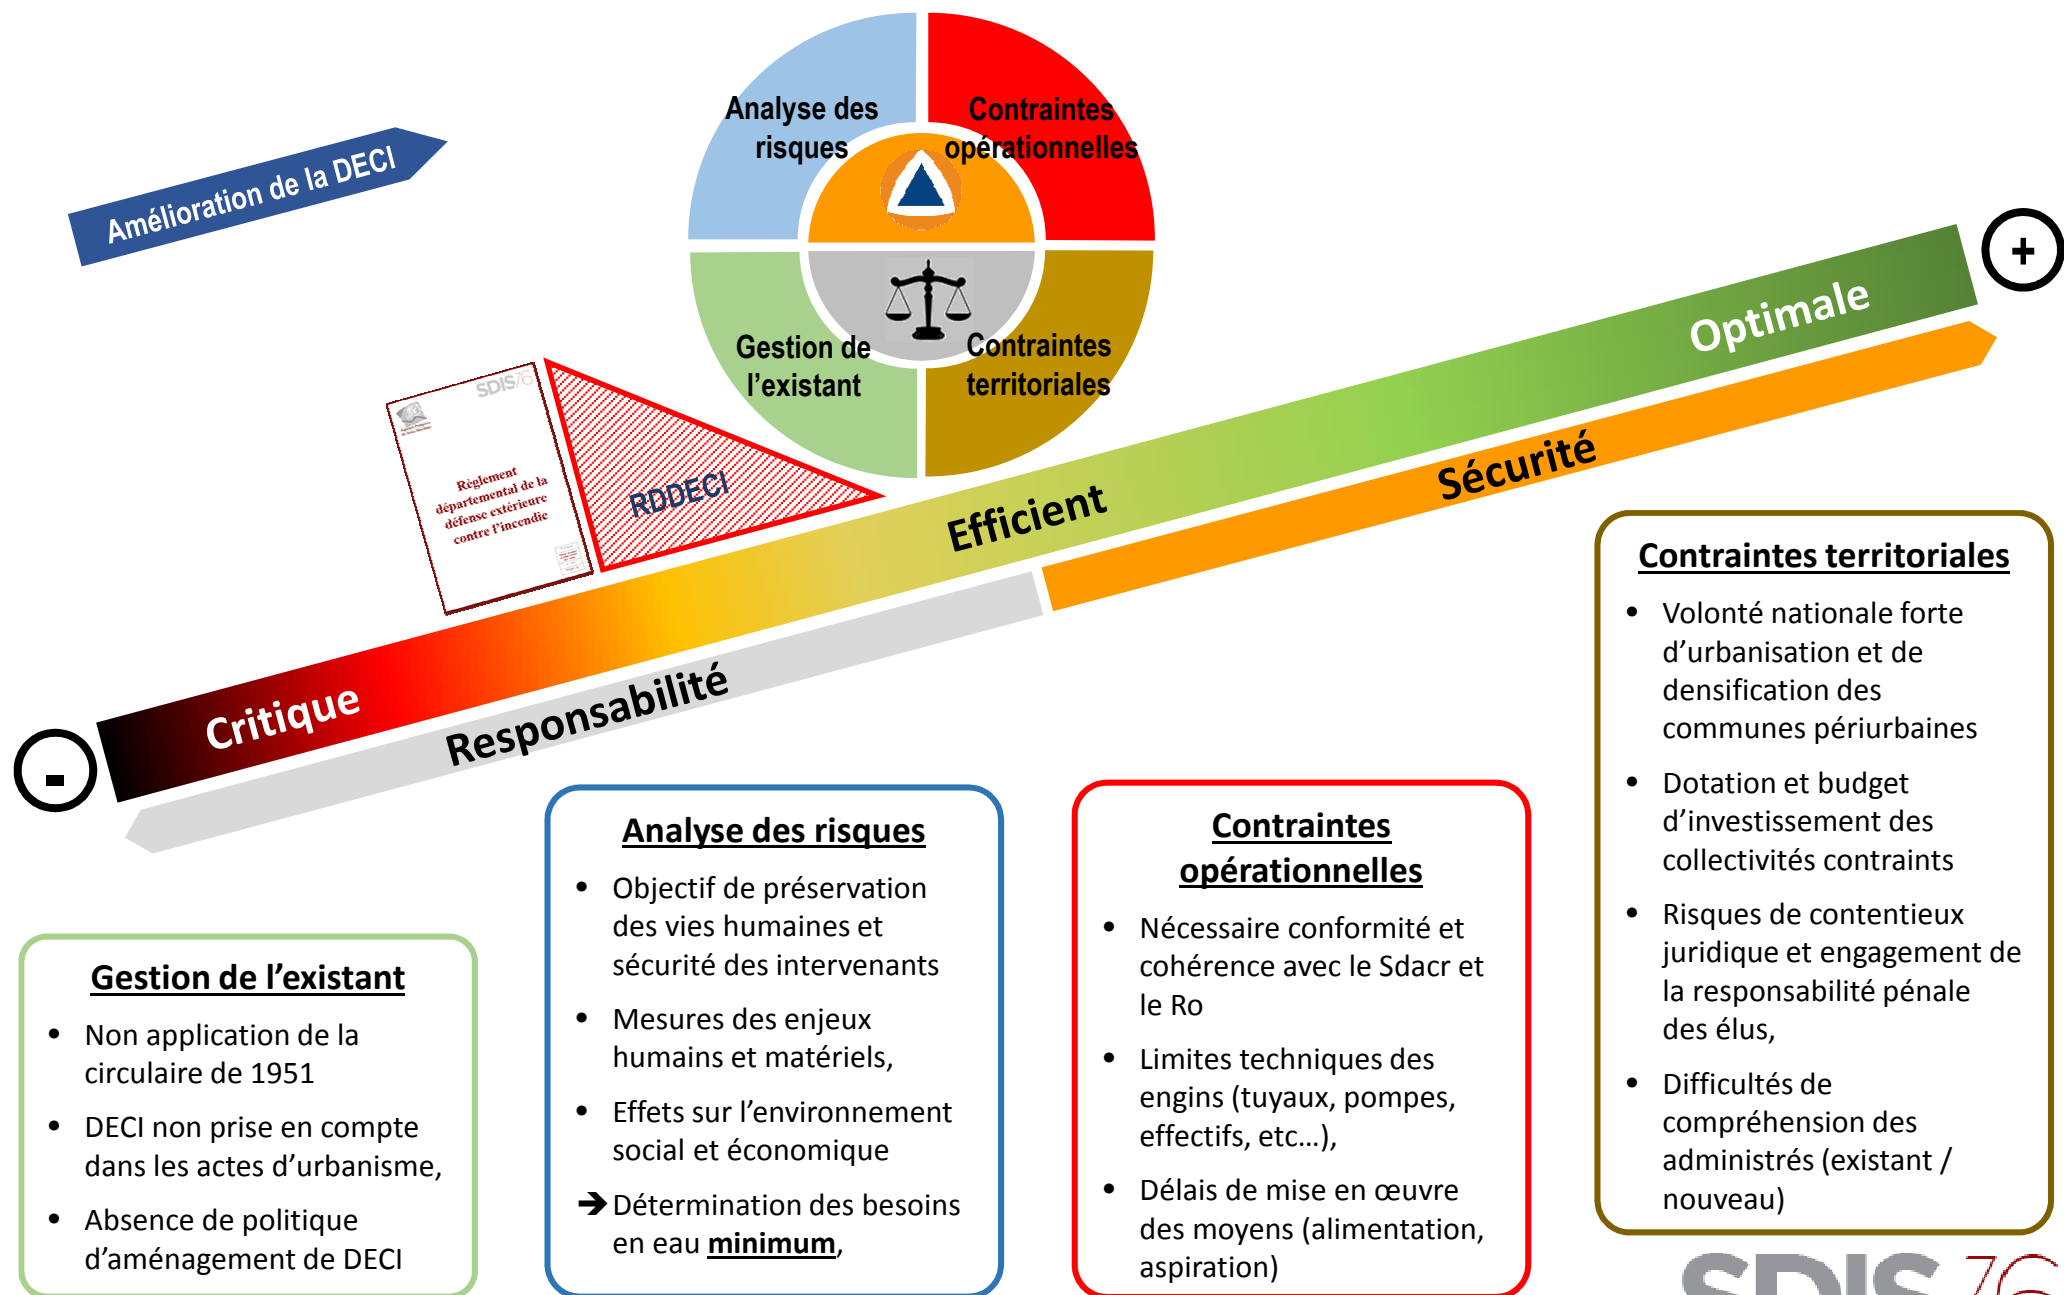 Amélioration de la DECI
Analyse des
risques
Contraintes
opérationnelles
Gestion de
l’existant
Contraintes
territoriales
SDIS76
Règlement
départemental de la
défense extérieure
contre l’incendie
RDDECI
+
Optimale
Efficient
Critique
-
Sécurité
Responsabilité
Gestion de l’existant
• Non application de la
circulaire de 1951
• DECI non prise en compte
dans les actes d’urbanisme,
• Absence de politique
d’aménagement de DECI
Analyse des risques
• Objectif de préservation
des vies humaines et
sécurité des intervenants
• Mesures des enjeux
humains et matériels,
• Effets sur l’environnement
social et économique
➔ Détermination des besoins
en eau minimum,
Contraintes
opérationnelles
• Nécessaire conformité et
cohérence avec le Sdacr et
le Ro
• Limites techniques des
engins (tuyaux, pompes,
effectifs, etc…),
• Délais de mise en œuvre
des moyens (alimentation,
aspiration)
Contraintes territoriales
• Volonté nationale forte
d’urbanisation et de
densification des
communes périurbaines
• Dotation et budget
d’investissement des
collectivités contraints
• Risques de contentieux
juridique et engagement de
la responsabilité pénale
des élus,
• Difficultés de
compréhension des
administrés (existant /
nouveau)
SDIS 76